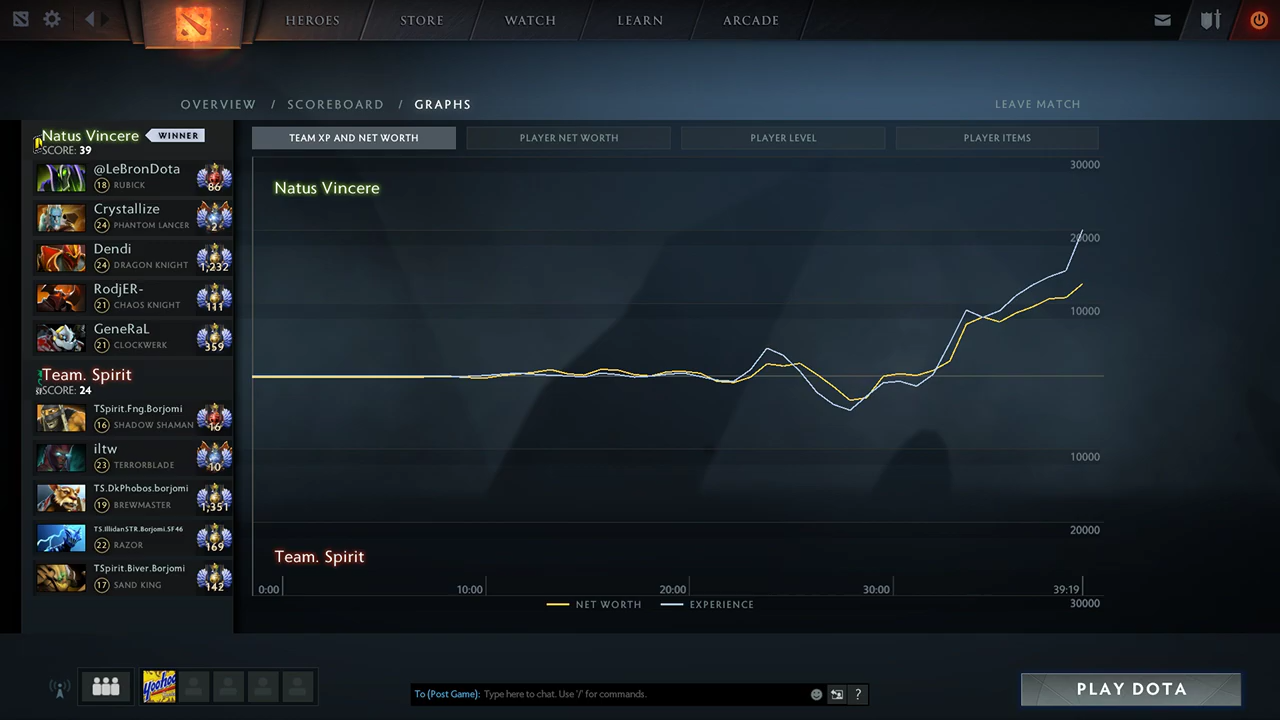 HEROES
STORE
WATCH
LEARN
ARCADE
OVERVIEW / SCOREBOARD / GRAPHS
LEAVE MATCH
Natus Vincere WINNER
SCORE: 39
@LeBronDota
18 RUBICK
86
Crystallize
24 PHANTOM LANCER
2
Dendi
24 DRAGON KNIGHT
1,232
RodjER-
21 CHAOS KNIGHT
111
GeneRaL
21 CLOCKWERK
359
Team. Spirit
SCORE: 24
TSpirit.Fng.Borjomi
16 SHADOW SHAMAN
16
iltw
23 TERRORBLADE
10
TS.DkPhobos.borjomi
19 BREWMASTER
1,351
TS.IllidanSTR.Borjomi.SF46
22 RAZOR
169
TSpirit.Biver.Borjomi
17 SAND KING
142
TEAM XP AND NET WORTH
PLAYER NET WORTH
PLAYER LEVEL
PLAYER ITEMS
Natus Vincere
30000
20000
10000
10000
20000
30000
Team. Spirit
0:00
10:00
20:00
30:00
39:19
NET WORTH
EXPERIENCE
Yoohoo
To (Post Game): Type here to chat. Use '/' for commands.
?
PLAY DOTA